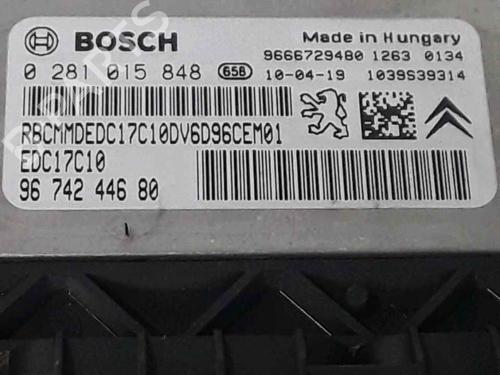 BOSCH
Made in Hungary
9666729480 1263 0134
0 281 015 848 658 10-04-19 1039S39314
RBCMMDEDC17C10DV6D96CEM01
EDC17C10
96 742 446 80